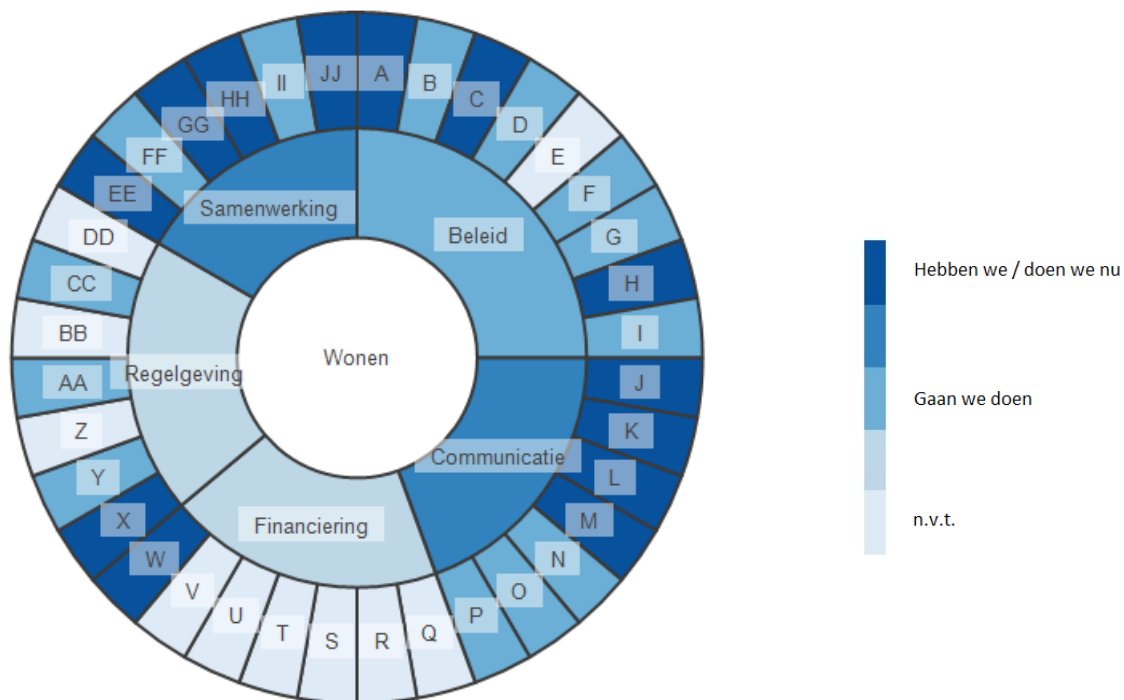 Wonen
Beleid
Communicatie
Financiering
Regelgeving
Samenwerking
A
B
C
D
E
F
G
H
I
J
K
L
M
N
O
P
Q
R
S
T
U
V
W
X
Y
Z
AA
BB
CC
DD
EE
FF
GG
HH
II
JJ
Hebben we / doen we nu
Gaan we doen
n.v.t.